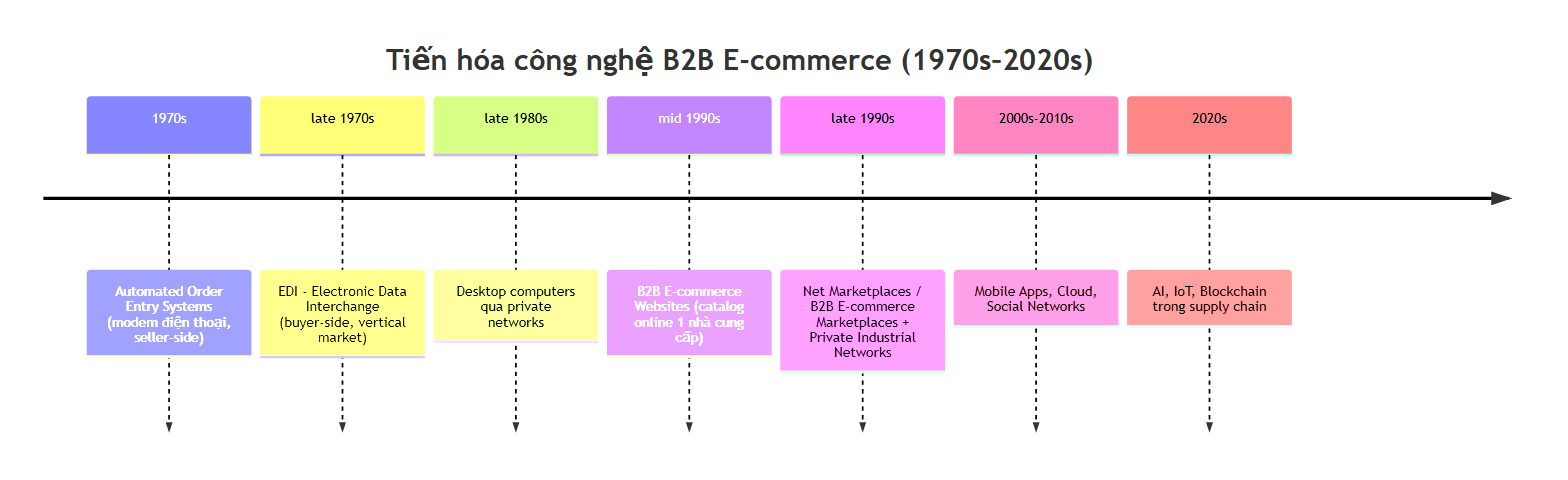 Tiến hóa công nghệ B2B E-commerce (1970s-2020s)
1970s
late 1970s
late 1980s
mid 1990s
late 1990s
2000s-2010s
2020s
Automated Order
Entry Systems
(modem điện thoại,
seller-side)
EDI - Electronic Data
Interchange
(buyer-side, vertical
market)
Desktop computers
qua private
networks
B2B E-commerce
Websites (catalog
online 1 nhà cung
cấp)
Net Marketplaces /
B2B E-commerce
Marketplaces +
Private Industrial
Networks
Mobile Apps, Cloud,
Social Networks
AI, IoT, Blockchain
trong supply chain